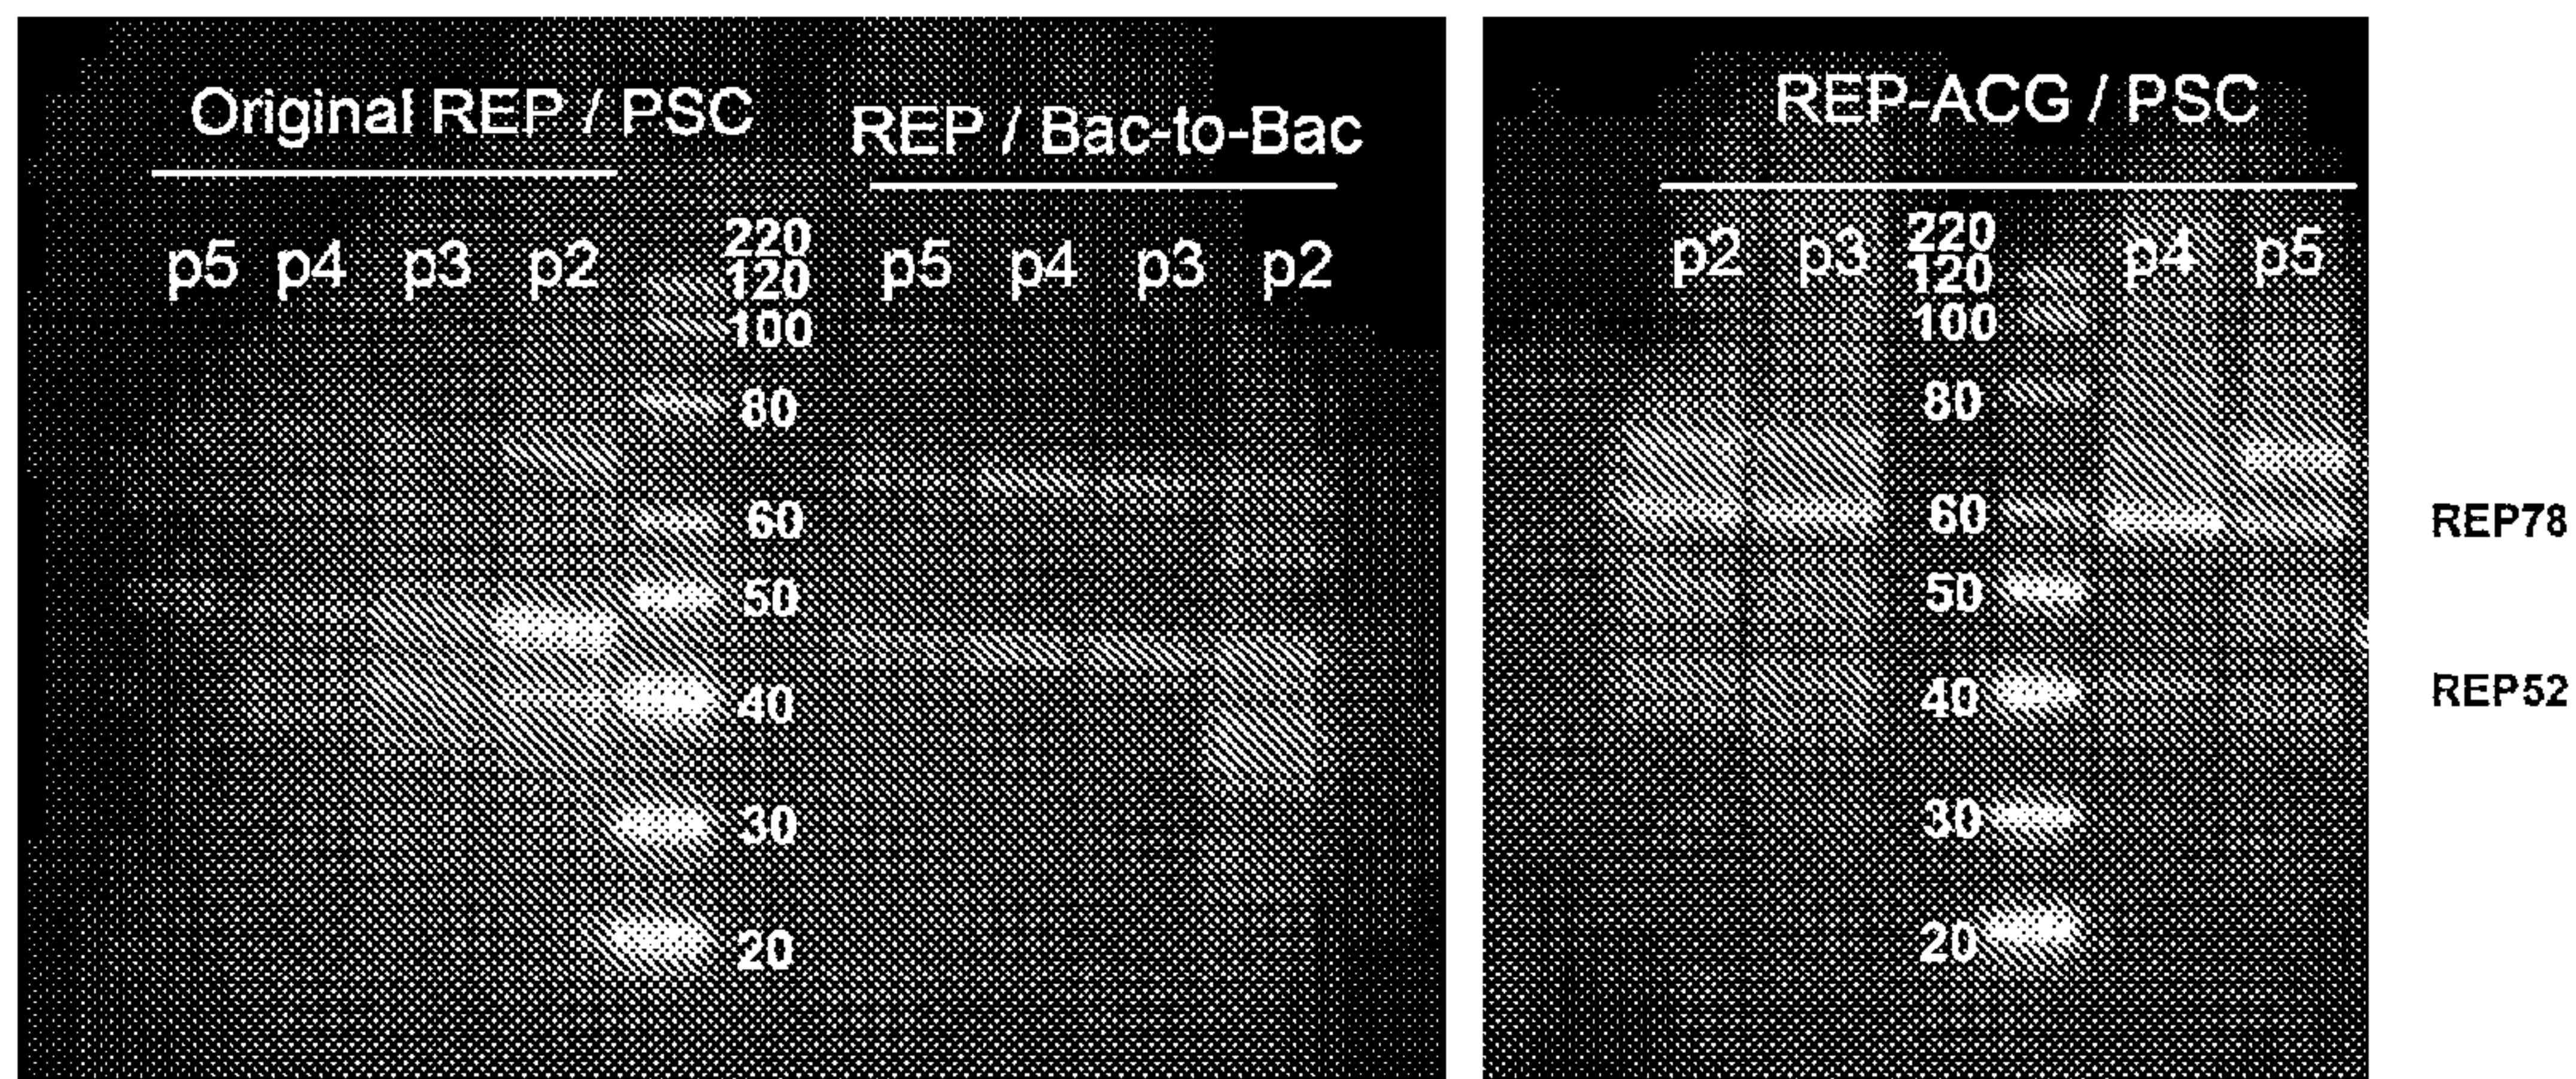 Original REP / PSC
REP / Bac-to-Bac
p5 p4 p3 p2
220
120
100
80
60
50
40
30
20
p5 p4 p3 p2
REP-ACG / PSC
p2 p3
220
120
100
80
60
50
40
30
20
p4 p5
REP78
REP52